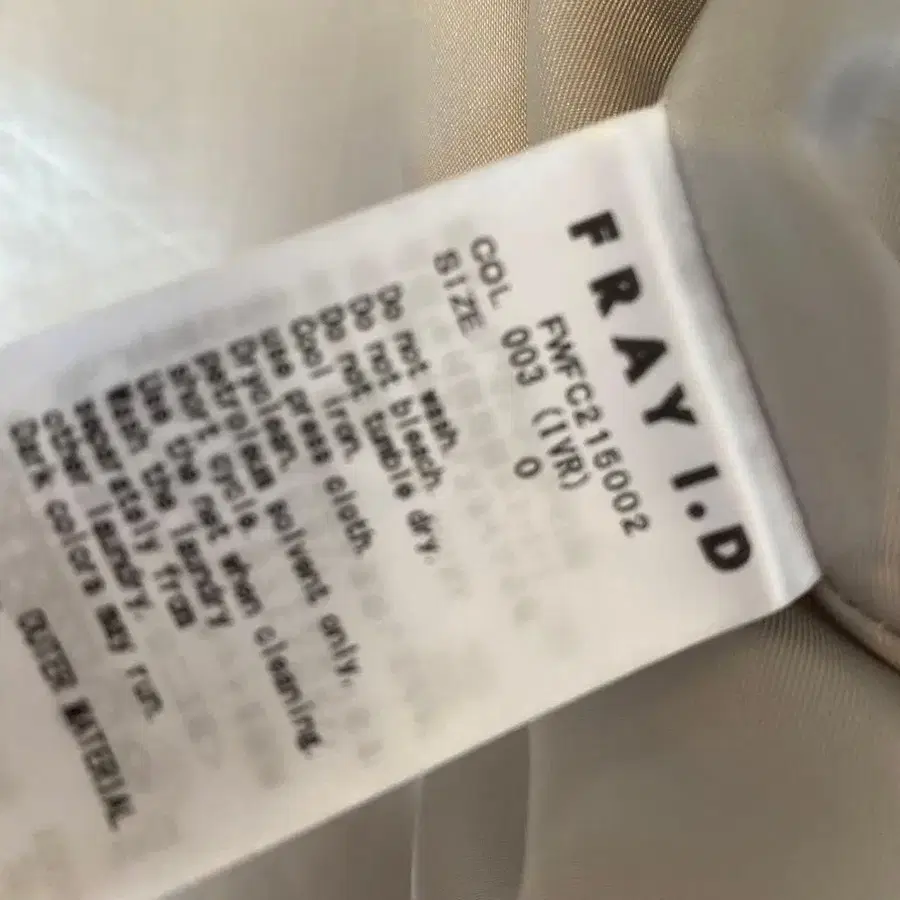 FRAY I.D
FWFC215002
COL 003 (IVR)
SIZE 0
Do not wash.
Do not bleach.
Do not tumble dry.
Cool iron.
use press cloth.
Dryclean.
petroleum solvent only.
short cycle.
Use the net when cleaning.
Wash the laundry
separately from
other laundry.
Dark colors may run.
OUTER MATERIAL